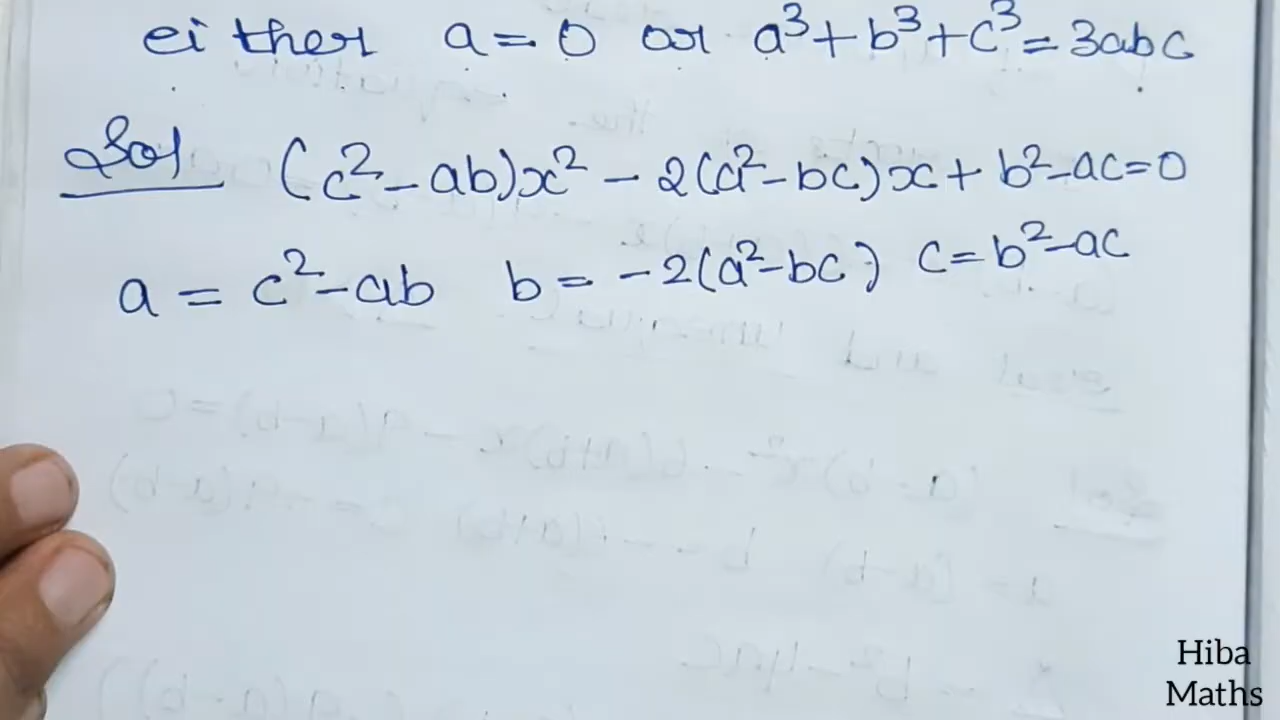 either a = 0 or a³ + b³ + c³ = 3abc
Sol (c² - ab)x² - 2(a² - bc)x + b² - ac = 0
a = c² - ab b = -2(a² - bc) c = b² - ac
Hiba
Maths